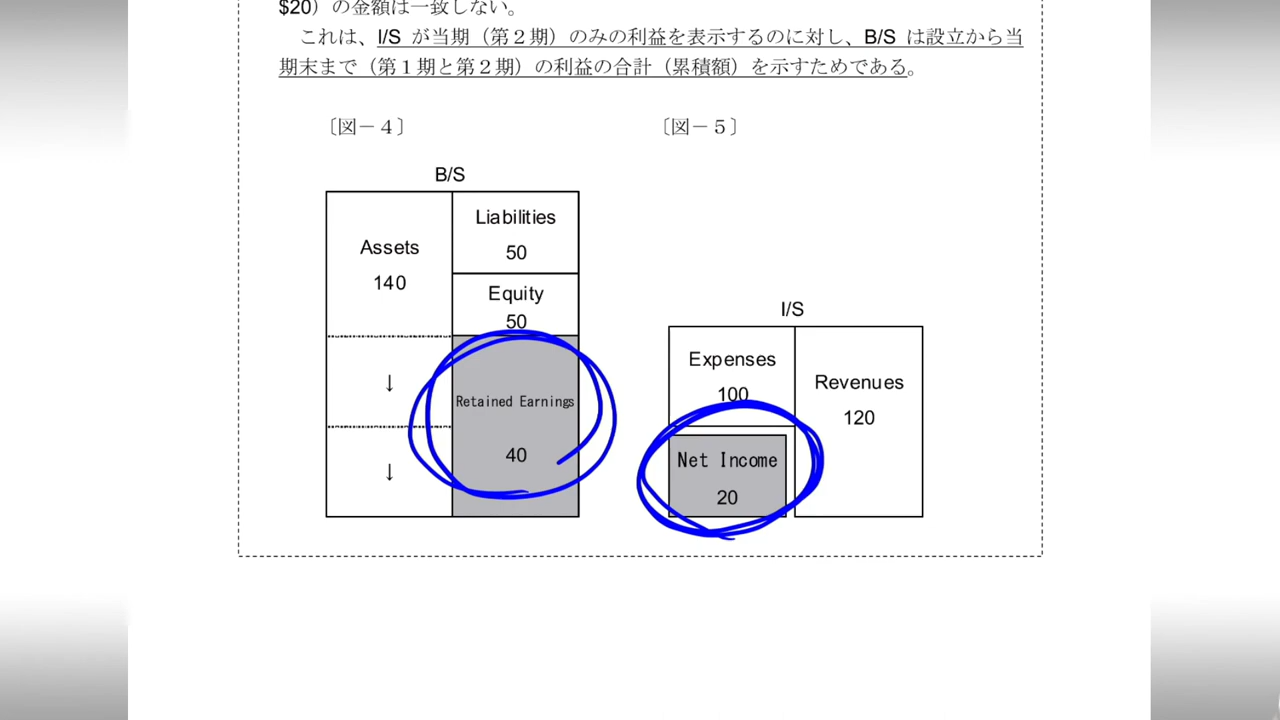 $20）の金額は一致しない。
これは、I/S が当期（第２期）のみの利益を表示するのに対し、B/S は設立から当
期末まで（第１期と第２期）の利益の合計（累積額）を示すためである。
〔図－４〕
〔図－５〕
B/S
Assets
140
↓
↓
Liabilities
50
Equity
50
Retained Earnings
40
I/S
Expenses
100
Net Income
20
Revenues
120